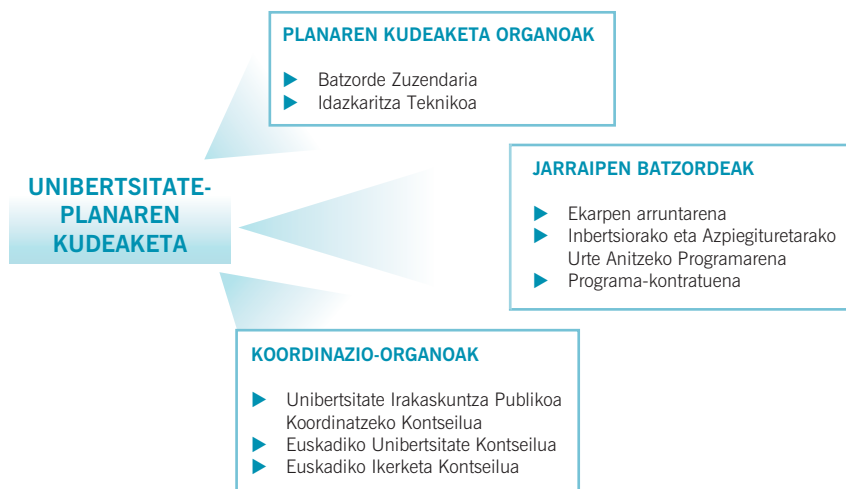 PLANAREN KUDEAKETA ORGANOAK
Batzorde Zuzendaria
Idazkaritza Teknikoa
UNIBERTSITATE-
PLANAREN
KUDEAKETA
JARRAIPEN BATZORDEAK
Ekarpen arruntarena
Inbertsiorako eta Azpiegituretarako
Urte Anitzeko Programarena
Programa-kontratuena
KOORDINAZIO-ORGANOAK
Unibertsitate Irakaskuntza Publikoa
Koordinatzeko Kontseilua
Euskadiko Unibertsitate Kontseilua
Euskadiko Ikerketa Kontseilua